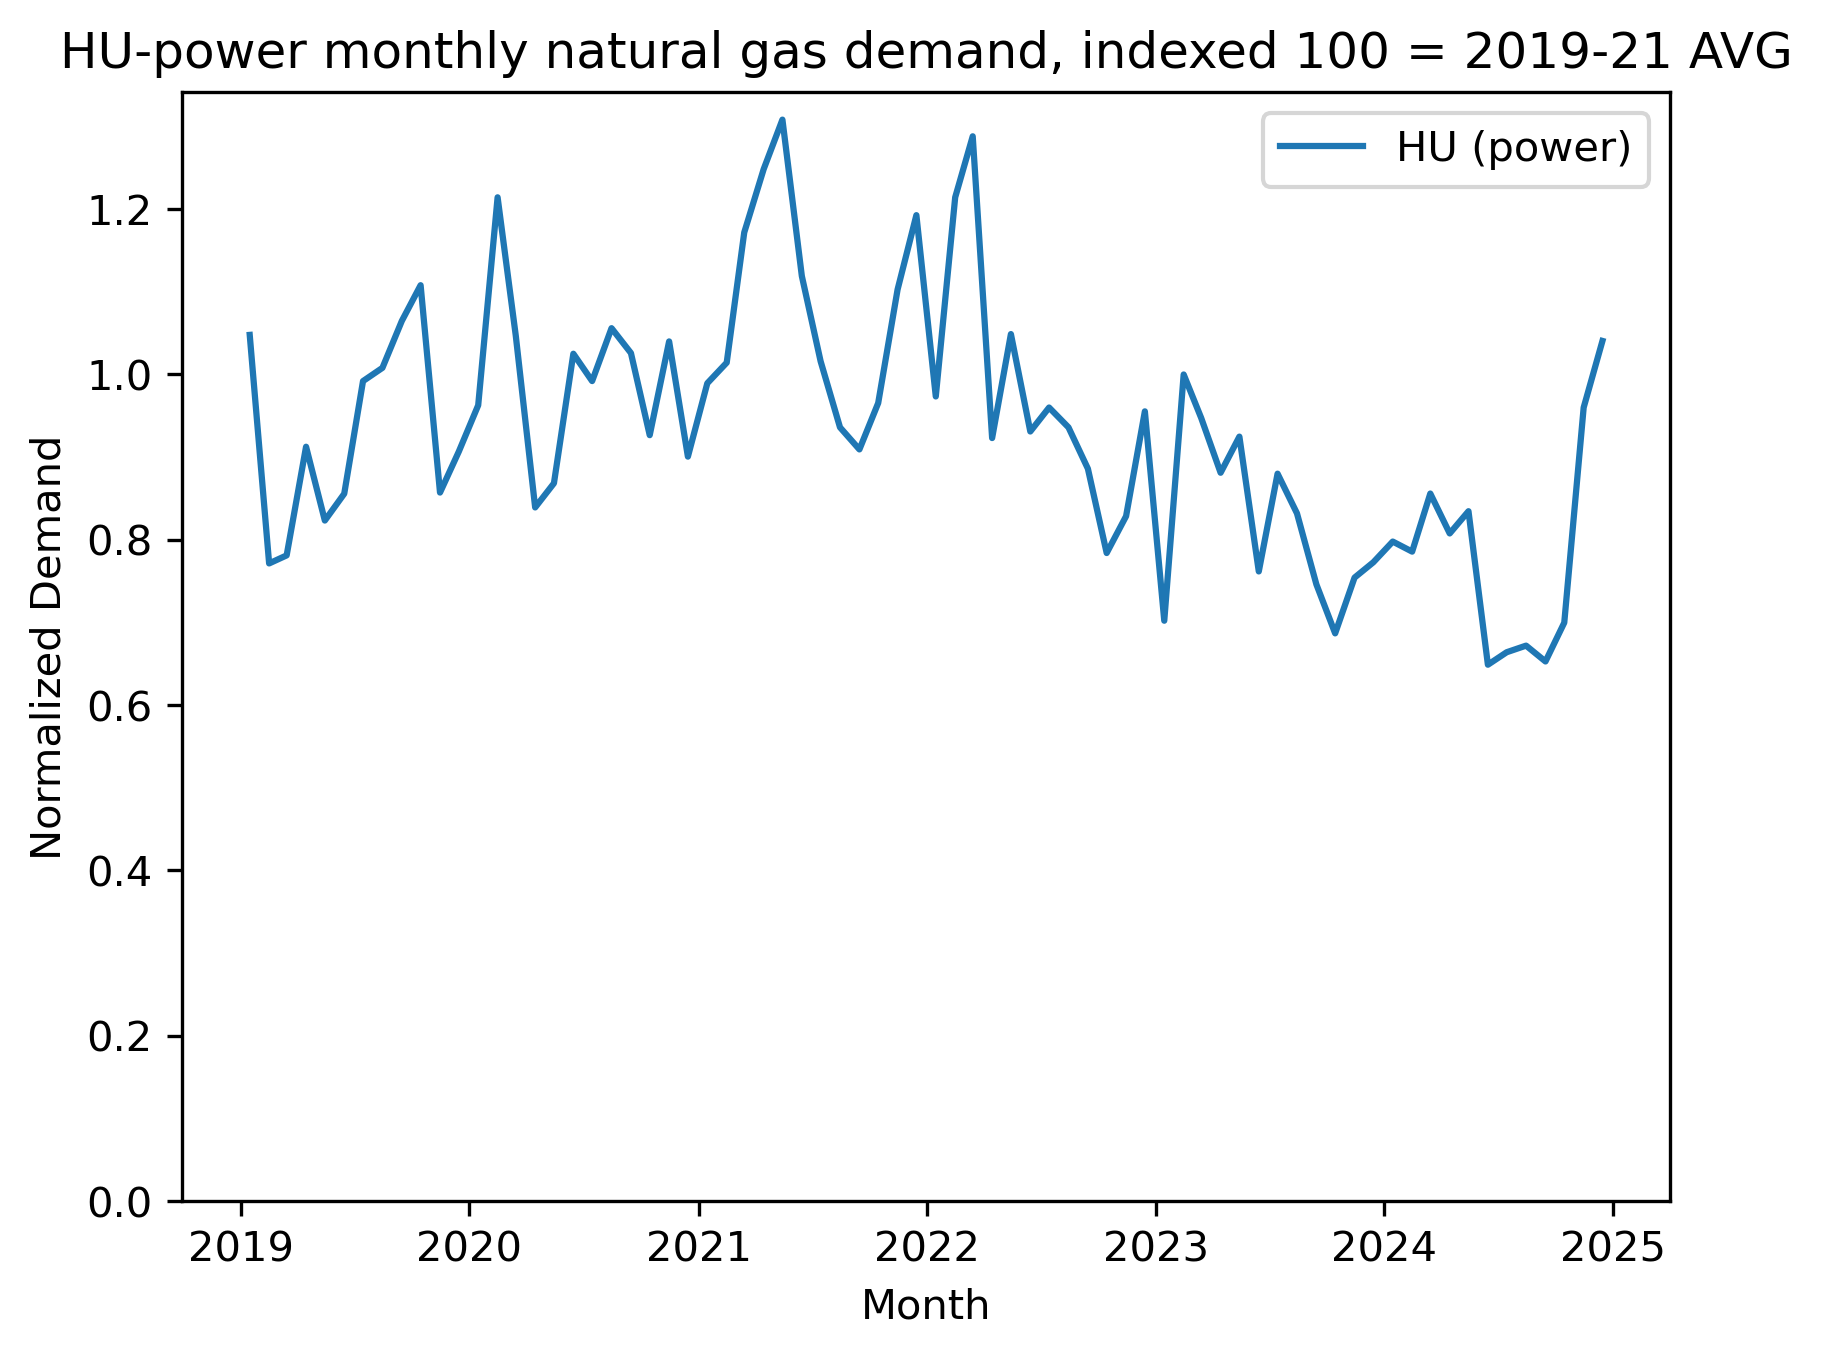 HU-power monthly natural gas demand, indexed 100 = 2019-21 AVG
HU (power)
1.2
1.0
0.8
0.6
0.4
0.2
0.0
Normalized Demand
2019 2020 2021 2022 2023 2024 2025
Month